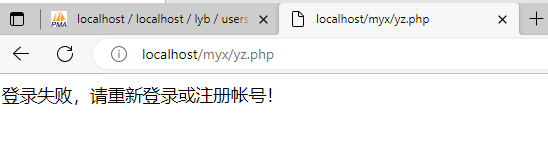 PMA
localhost / localhost / lyb / users
localhost/myx/yz.php
localhost/myx/yz.php
登录失败，请重新登录或注册帐号！